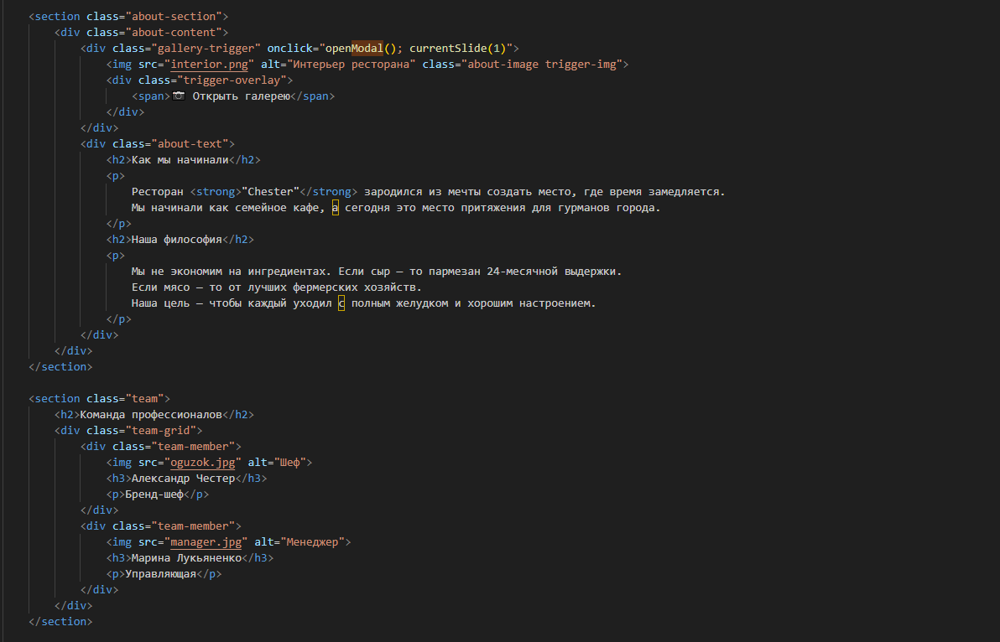 <section class="about-section">
<div class="about-content">
<div class="gallery-trigger" onclick="openModal(); currentSlide(1)">
<img src="interior.png" alt="Интерьер ресторана" class="about-image trigger-img">
<div class="trigger-overlay">
<span>📷 Открыть галерею</span>
</div>
</div>
<div class="about-text">
<h2>Как мы начинали</h2>
<p>
Ресторан <strong>"Chester"</strong> зародился из мечты создать место, где время замедляется.
Мы начинали как семейное кафе, а сегодня это место притяжения для гурманов города.
</p>
<h2>Наша философия</h2>
<p>
Мы не экономим на ингредиентах. Если сыр — то пармезан 24-месячной выдержки.
Если мясо — то от лучших фермерских хозяйств.
Наша цель — чтобы каждый уходил с полным желудком и хорошим настроением.
</p>
</div>
</div>
</section>
<section class="team">
<h2>Команда профессионалов</h2>
<div class="team-grid">
<div class="team-member">
<img src="oguzok.jpg" alt="Шеф">
<h3>Александр Честер</h3>
<p>Бренд-шеф</p>
</div>
<div class="team-member">
<img src="manager.jpg" alt="Менеджер">
<h3>Марина Лукьяненко</h3>
<p>Управляющая</p>
</div>
</div>
</section>